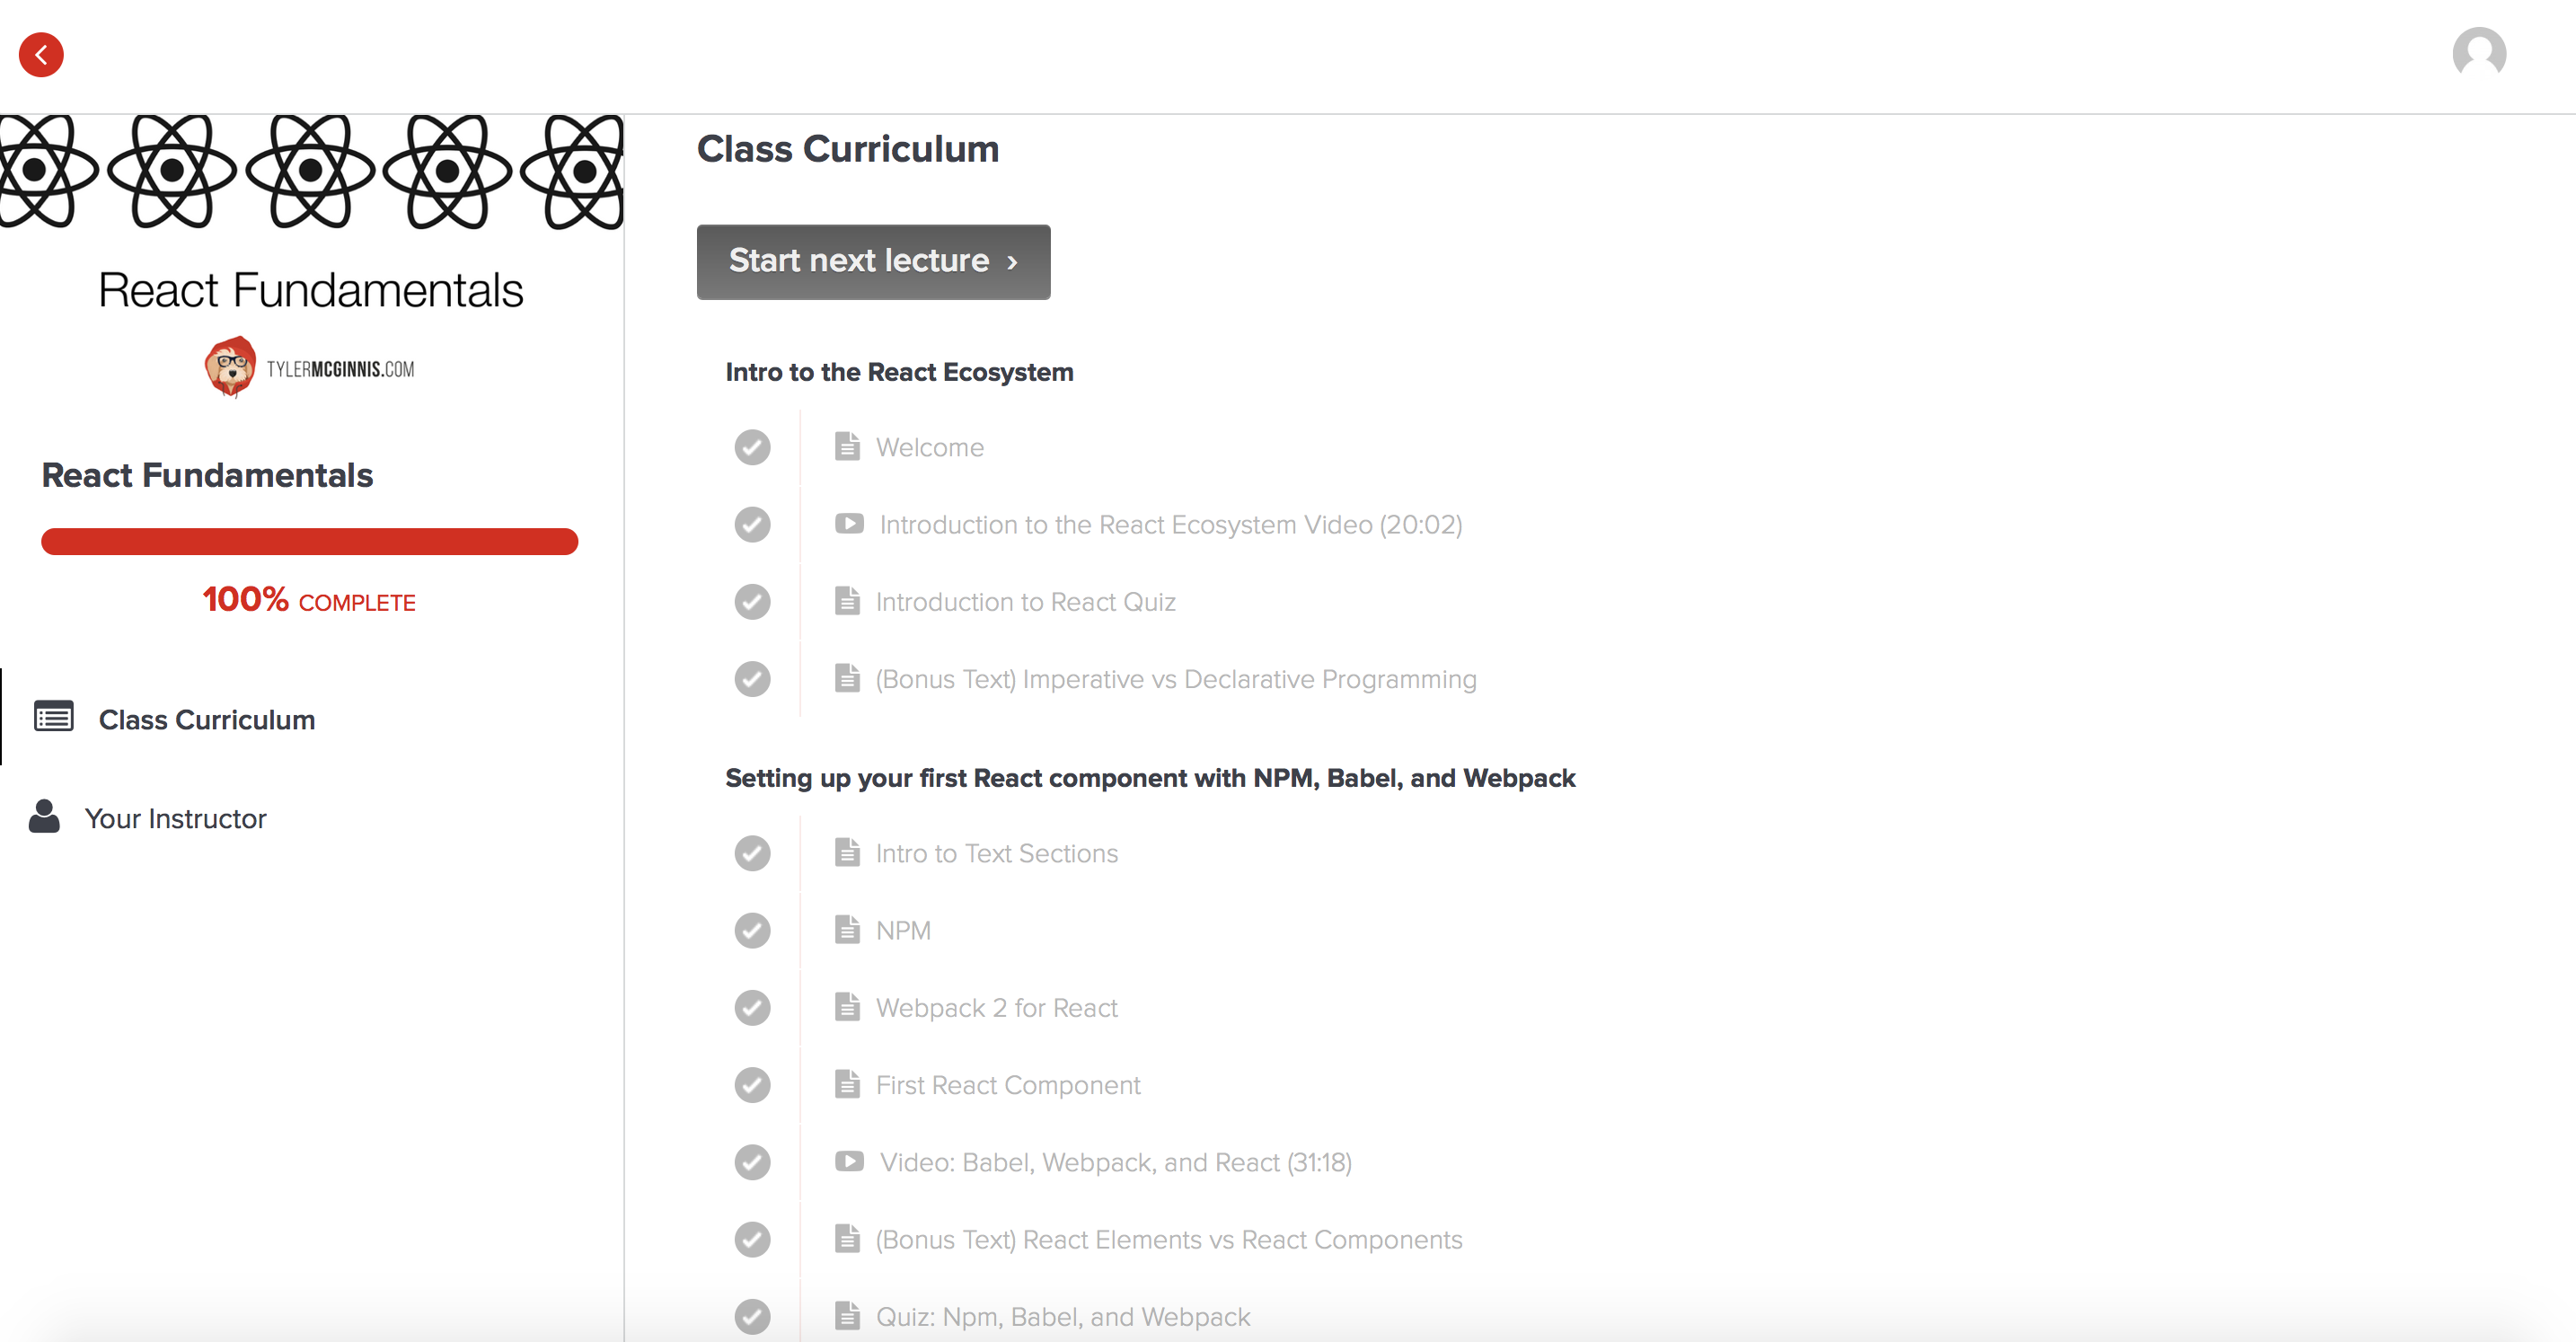 React Fundamentals
TYLERMCGINNIS.COM
React Fundamentals
100% COMPLETE
Class Curriculum
Your Instructor
Class Curriculum
Start next lecture ›
Intro to the React Ecosystem
Welcome
Introduction to the React Ecosystem Video (20:02)
Introduction to React Quiz
(Bonus Text) Imperative vs Declarative Programming
Setting up your first React component with NPM, Babel, and Webpack
Intro to Text Sections
NPM
Webpack 2 for React
First React Component
Video: Babel, Webpack, and React (31:18)
(Bonus Text) React Elements vs React Components
Quiz: Npm, Babel, and Webpack